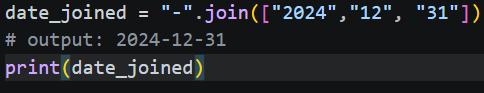 date_joined = "-".join(["2024","12", "31"])
# output: 2024-12-31
print(date_joined)